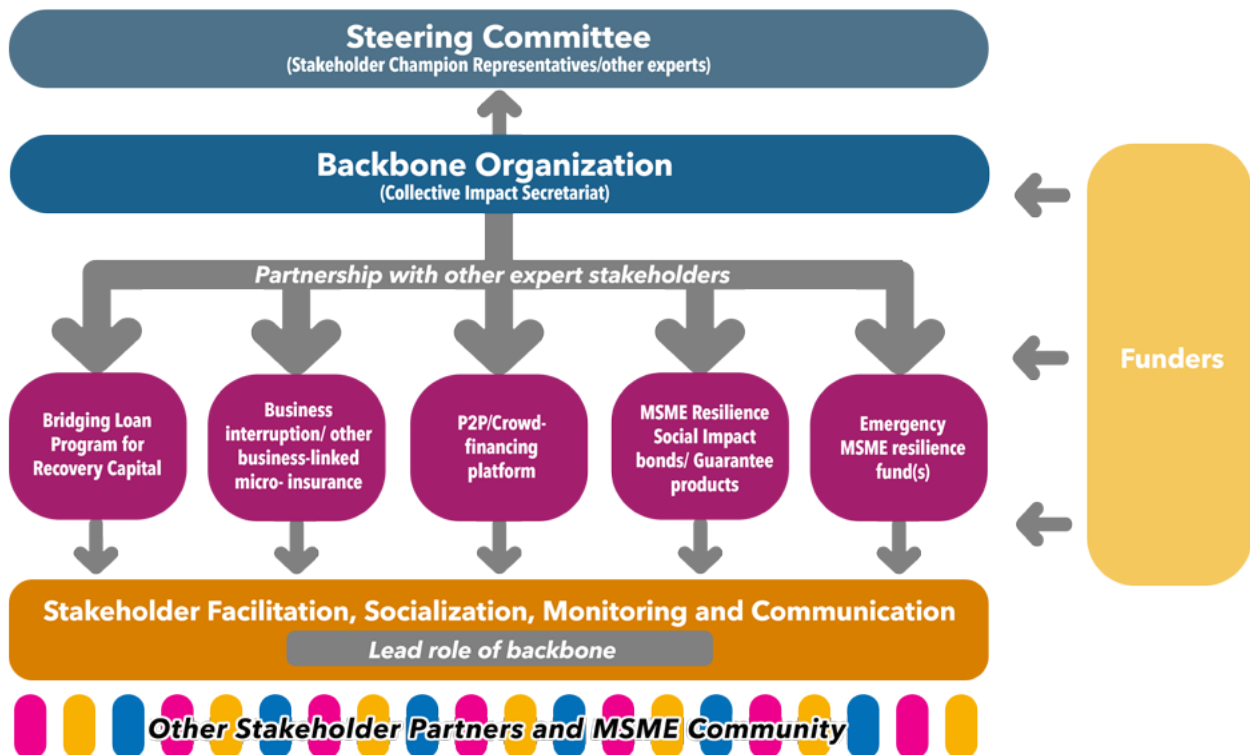 Steering Committee
(Stakeholder Champion Representatives/other experts)
Backbone Organization
(Collective Impact Secretariat)
Partnership with other expert stakeholders
Bridging Loan
Program for
Recovery Capital
Business
interruption/ other
business-linked
micro- insurance
P2P/Crowd-
financing
platform
MSME Resilience
Social Impact
bonds/ Guarantee
products
Emergency
MSME resilience
fund(s)
Funders
Stakeholder Facilitation, Socialization, Monitoring and Communication
Lead role of backbone
Other Stakeholder Partners and MSME Community